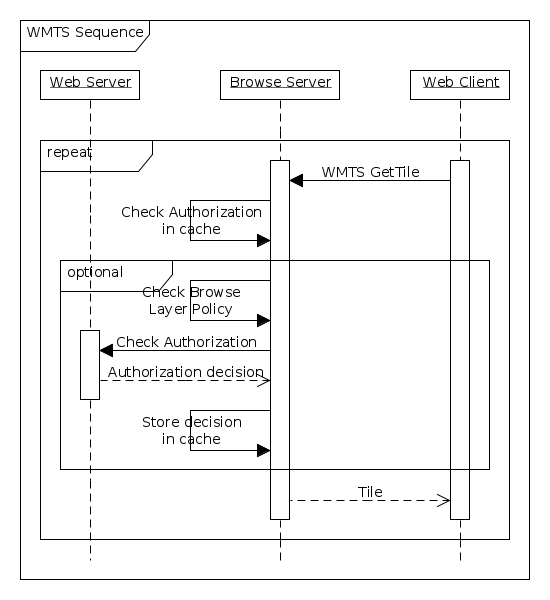 WMTS Sequence
Web Server
Browse Server
Web Client
repeat
WMTS GetTile
Check Authorization
in cache
optional
Check Browse
Layer Policy
Check Authorization
Authorization decision
Store decision
in cache
Tile